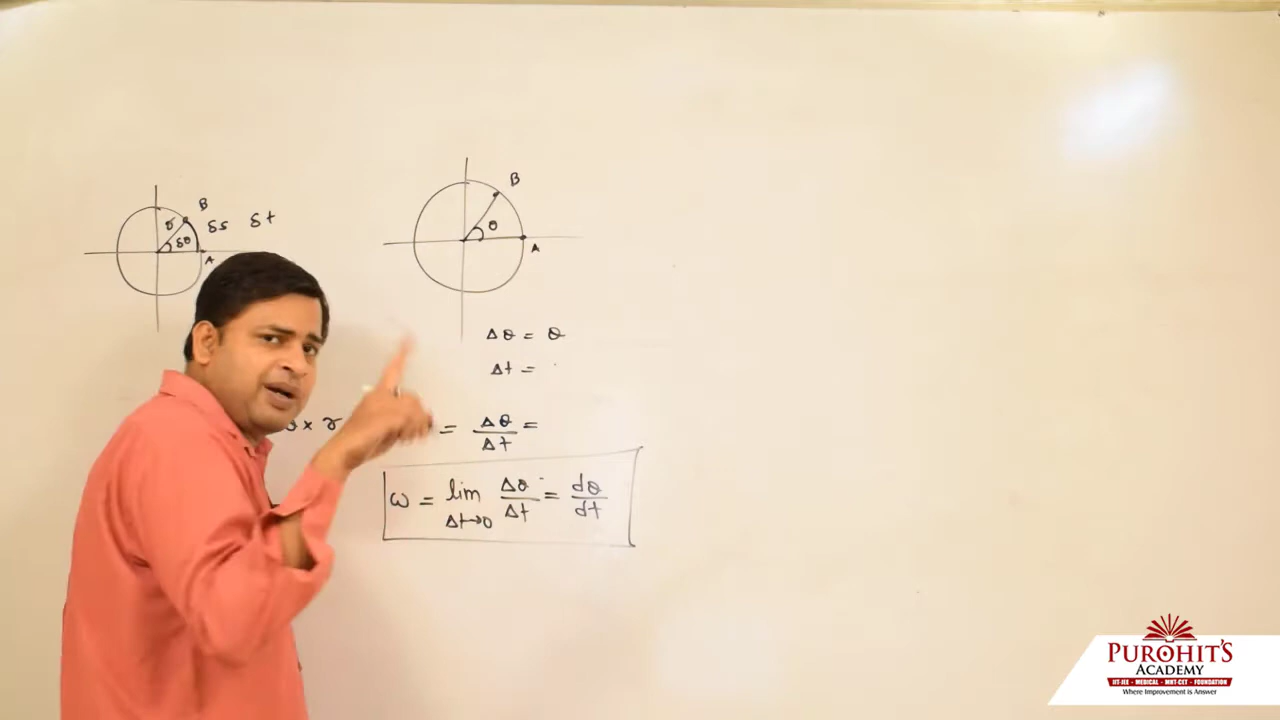 B
r δs δt
δθ
A
B
θ
A
Δθ = θ
Δt =
× r
= Δθ/Δt =
ω = lim Δt→0 Δθ/Δt = dθ/dt
PUROHIT'S
ACADEMY
IIT-JEE - MEDICAL - MHT-CET - FOUNDATION
Where Improvement is Answer